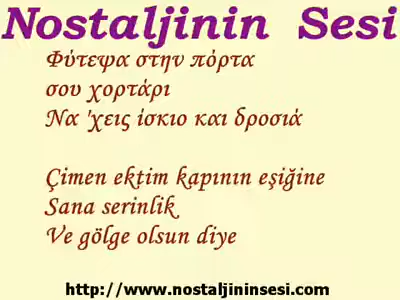 Nostaljinin Sesi
Φύτεψα στην πόρτα
σου χορτάρι
Να 'χεις ίσκιο και δροσιά
Çimen ektim kapının eşiğine
Sana serinlik
Ve gölge olsun diye
http://www.nostaljininsesi.com